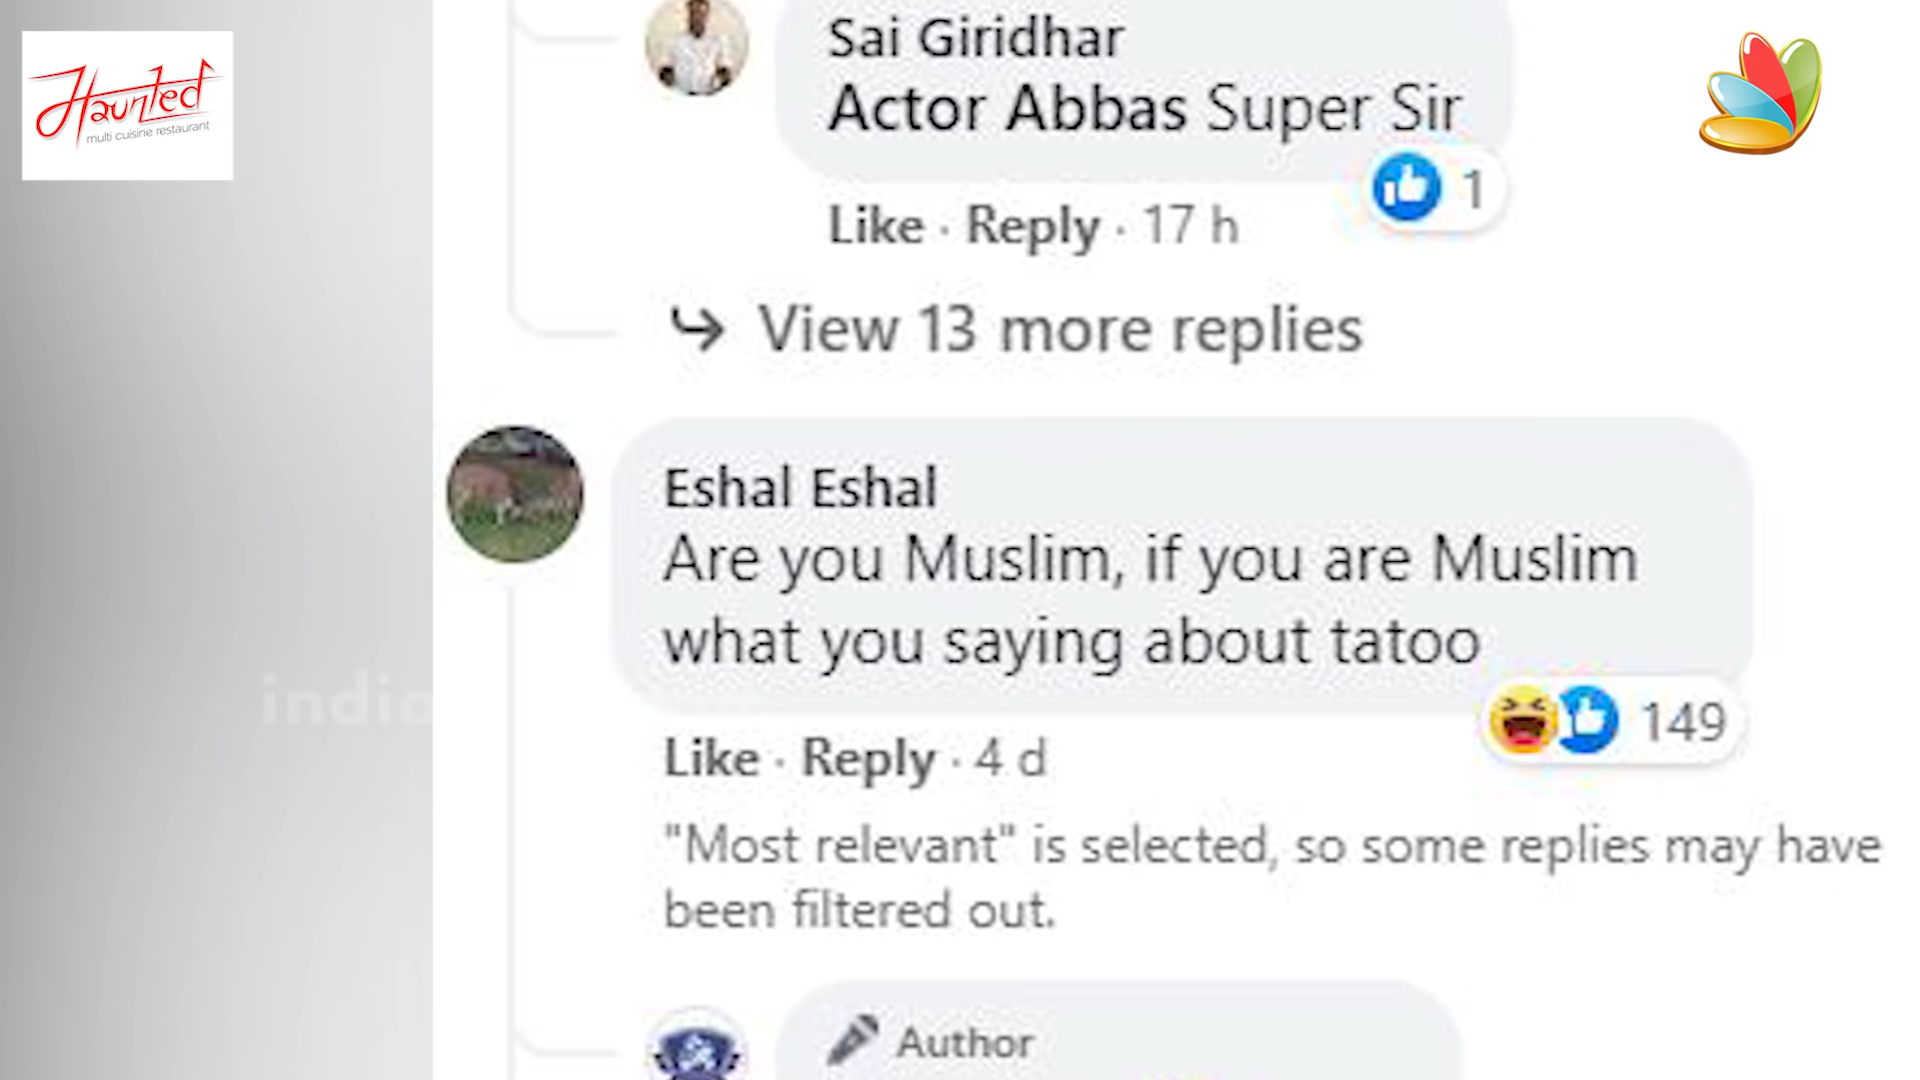 Haunted
multi cuisine restaurant
Sai Giridhar
Actor Abbas Super Sir
1
Like · Reply · 17 h
View 13 more replies
Eshal Eshal
Are you Muslim, if you are Muslim
what you saying about tatoo
149
Like · Reply · 4 d
"Most relevant" is selected, so some replies may have
been filtered out.
Author